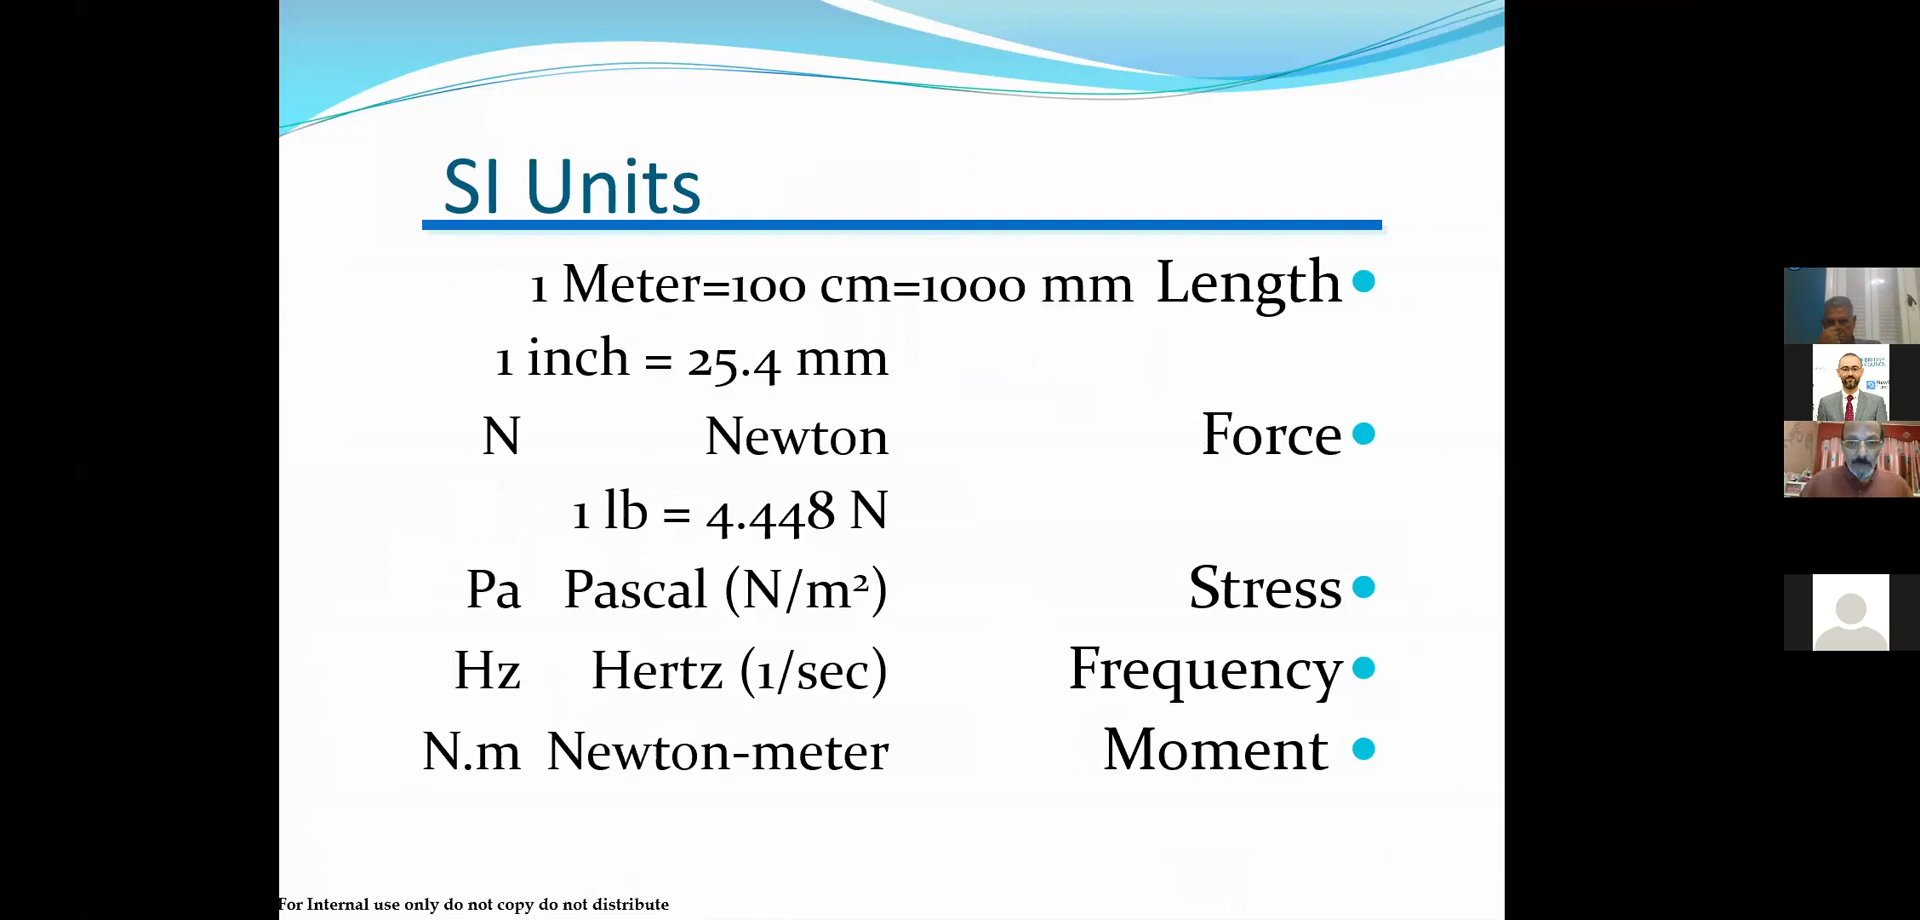 SI Units
1 Meter=100 cm=1000 mm Length
1 inch = 25.4 mm
N Newton Force
1 lb = 4.448 N
Pa Pascal (N/m²) Stress
Hz Hertz (1/sec) Frequency
N.m Newton-meter Moment
For Internal use only do not copy do not distribute